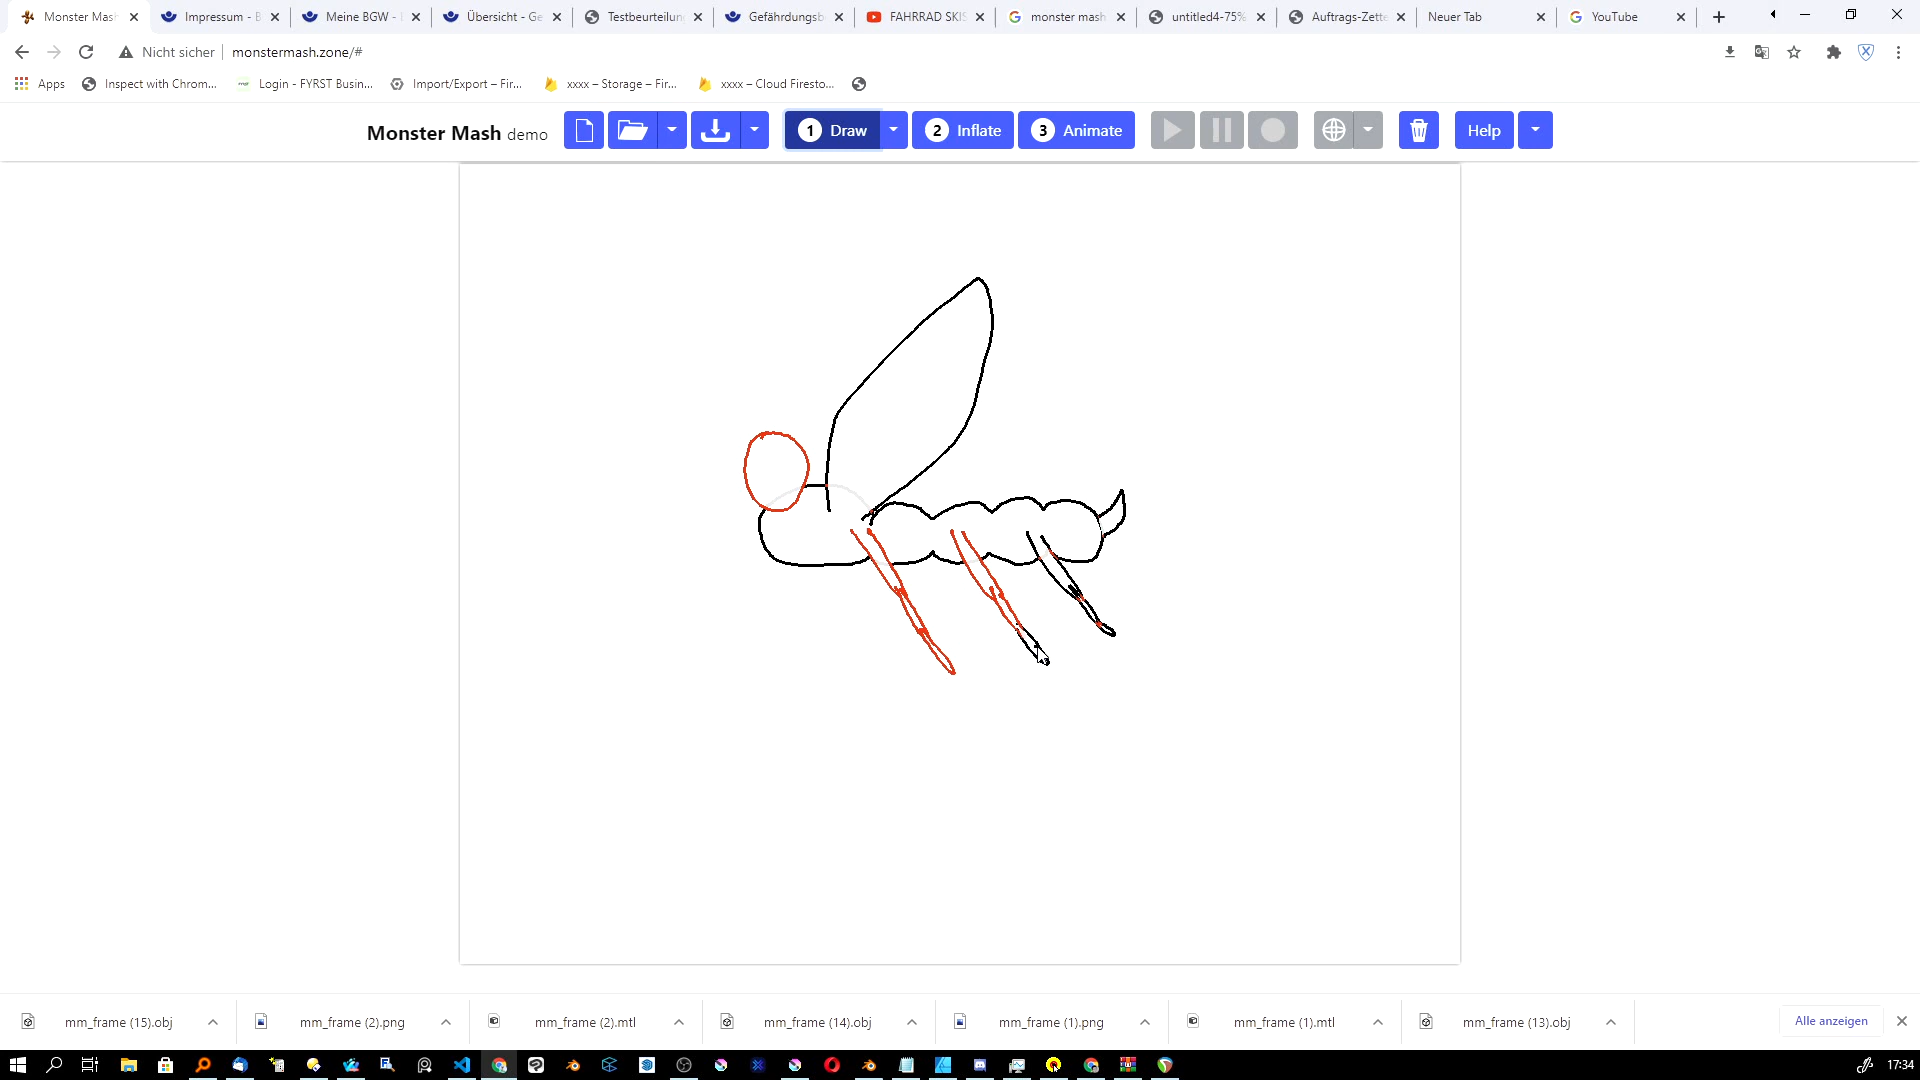 Monster Mash
Impressum - B
Meine BGW -
Übersicht - Ge
Testbeurteilun
Gefährdungsb
FAHRRAD SKIS
monster mash
untitled4-75%
Auftrags-Zette
Neuer Tab
YouTube
Nicht sicher
monstermash.zone/#
Apps
Inspect with Chrom...
Login - FYRST Busin...
Import/Export – Fir...
xxxx – Storage – Fir...
xxxx – Cloud Firesto...
Monster Mash demo
1 Draw
2 Inflate
3 Animate
Help
mm_frame (15).obj
mm_frame (2).png
mm_frame (2).mtl
mm_frame (14).obj
mm_frame (1).png
mm_frame (1).mtl
mm_frame (13).obj
Alle anzeigen
17:34